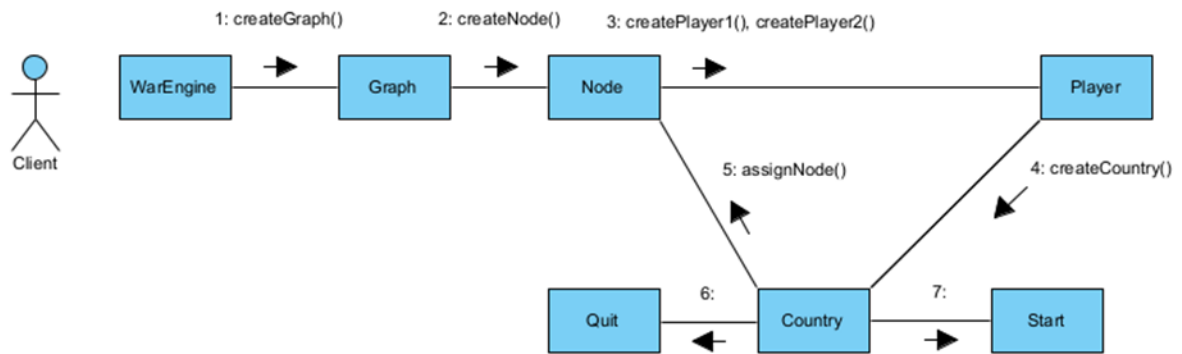 1: createGraph()
2: createNode()
3: createPlayer1(), createPlayer2()
WarEngine
Graph
Node
Player
Client
5: assignNode()
4: createCountry()
6:
7:
Quit
Country
Start